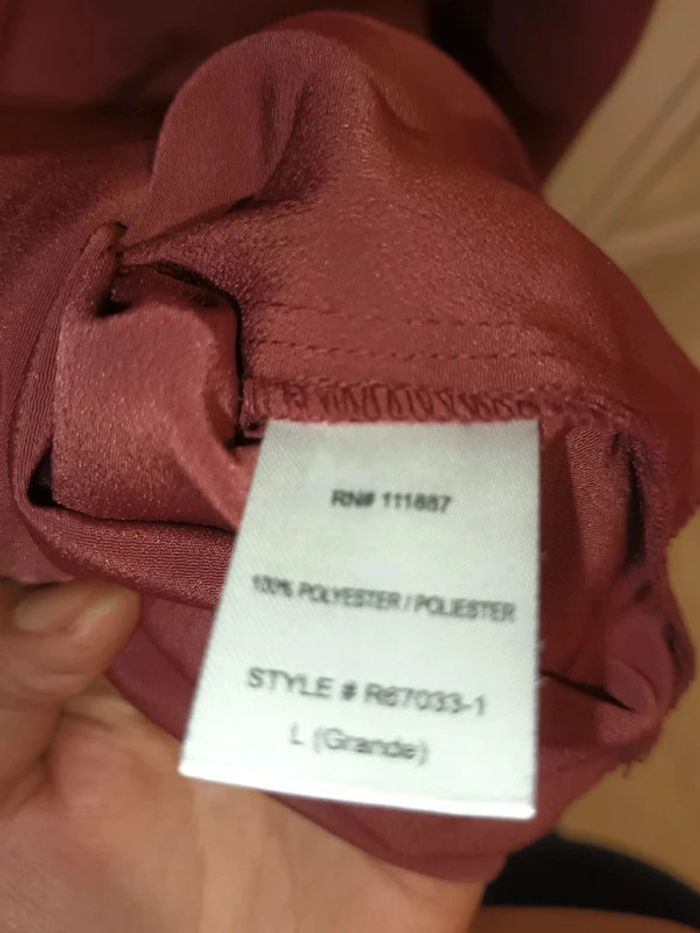 RN# 111887
100% POLYESTER / POLIESTER
STYLE # R67033-1
L (Grande)